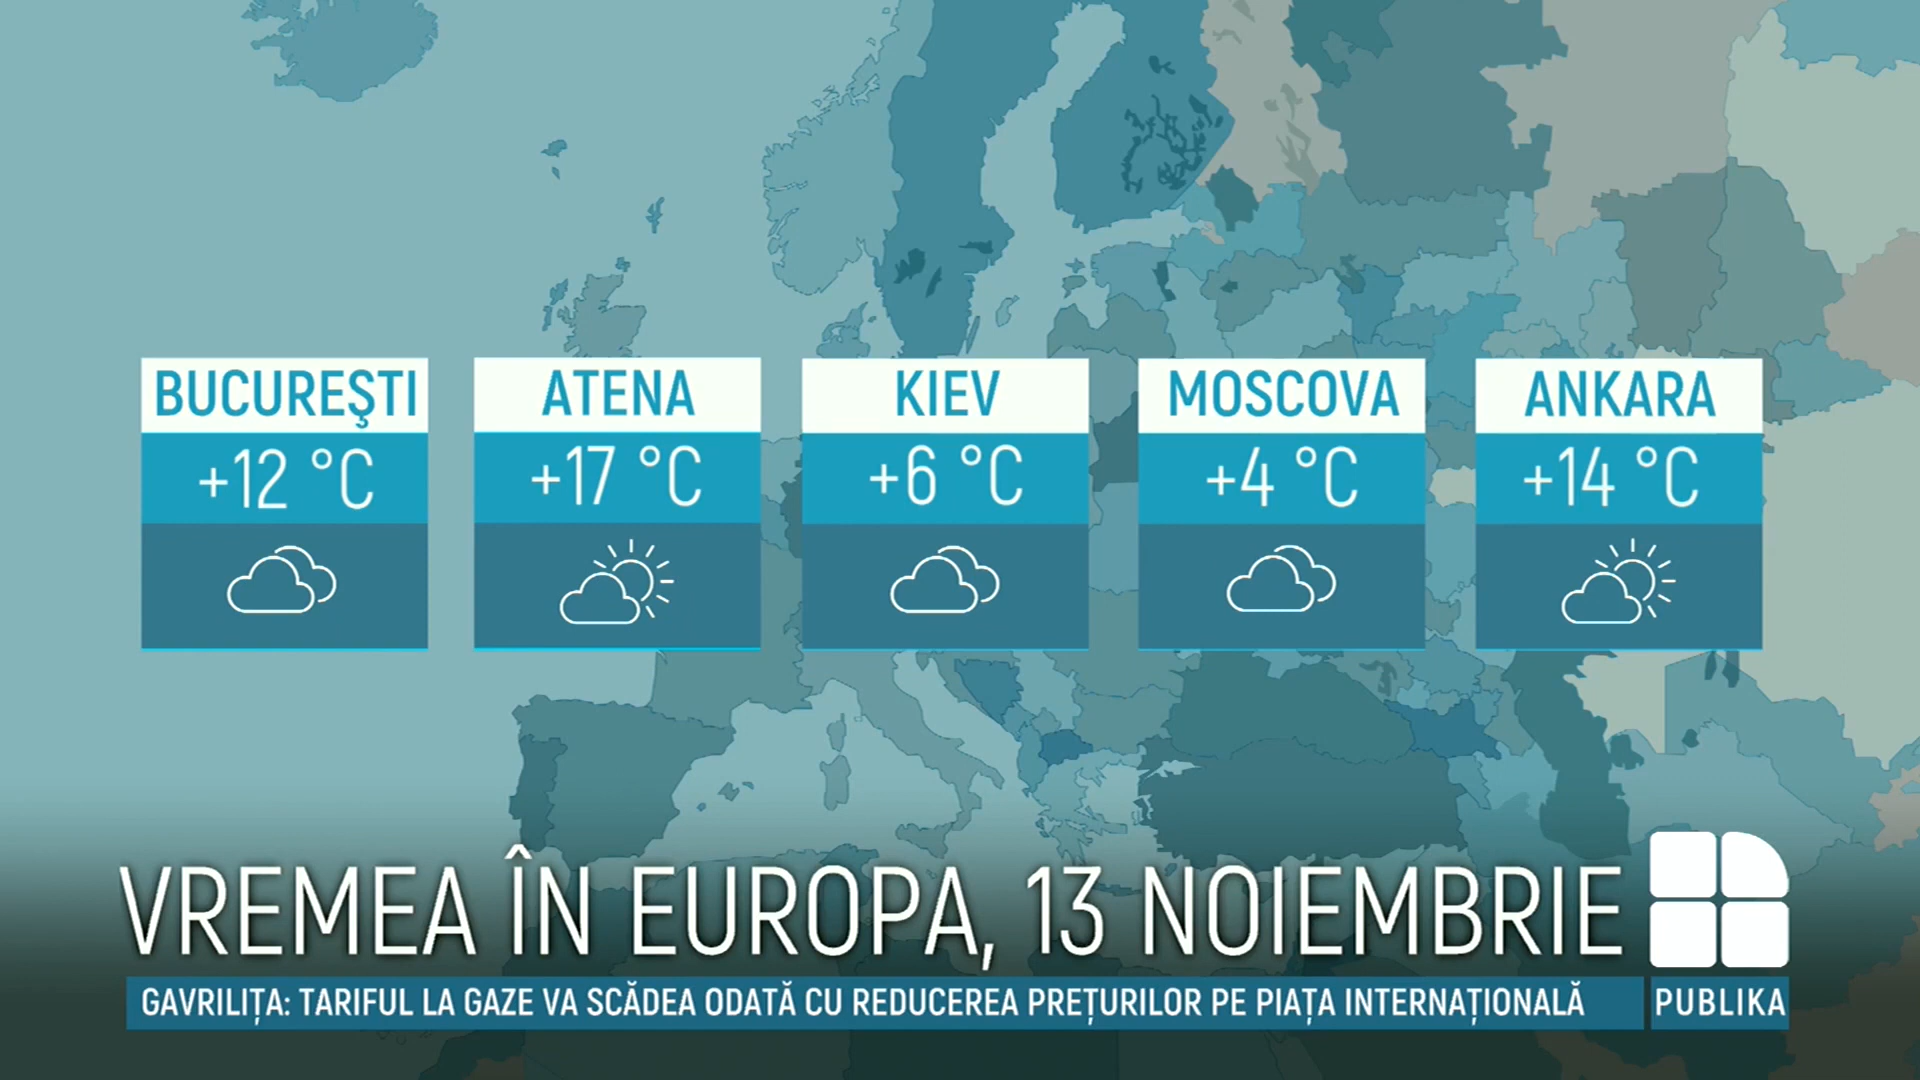 BUCUREŞTI
+12 °C
ATENA
+17 °C
KIEV
+6 °C
MOSCOVA
+4 °C
ANKARA
+14 °C
VREMEA ÎN EUROPA, 13 NOIEMBRIE
GAVRILIȚA: TARIFUL LA GAZE VA SCĂDEA ODATĂ CU REDUCEREA PREȚURILOR PE PIAȚA INTERNAȚIONALĂ
PUBLIKA